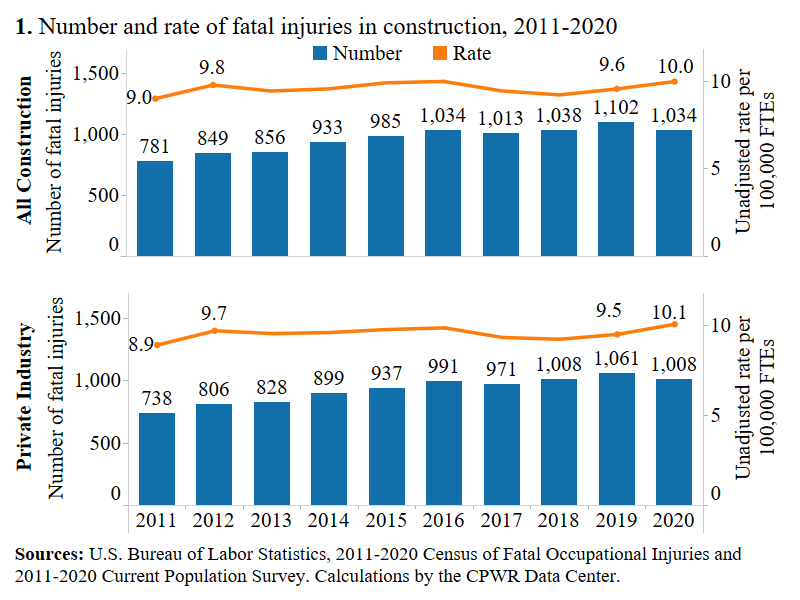 1. Number and rate of fatal injuries in construction, 2011-2020
Number Rate
All Construction
Number of fatal injuries
1,500
1,000
500
0
9.0
9.8
9.6
10.0
781 849 856 933 985 1,034 1,013 1,038 1,102 1,034
10
5
0
Unadjusted rate per
100,000 FTEs
Private Industry
Number of fatal injuries
1,500
1,000
500
0
8.9
9.7
9.5
10.1
738 806 828 899 937 991 971 1,008 1,061 1,008
10
5
0
Unadjusted rate per
100,000 FTEs
2011 2012 2013 2014 2015 2016 2017 2018 2019 2020
Sources: U.S. Bureau of Labor Statistics, 2011-2020 Census of Fatal Occupational Injuries and
2011-2020 Current Population Survey. Calculations by the CPWR Data Center.